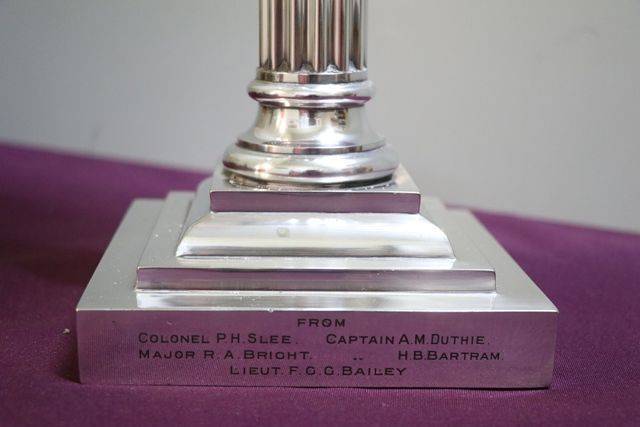 FROM
COLONEL P.H. SLEE. CAPTAIN A.M. DUTHIE.
MAJOR R.A. BRIGHT. " H.B. BARTRAM.
LIEUT. F.G.G. BAILEY